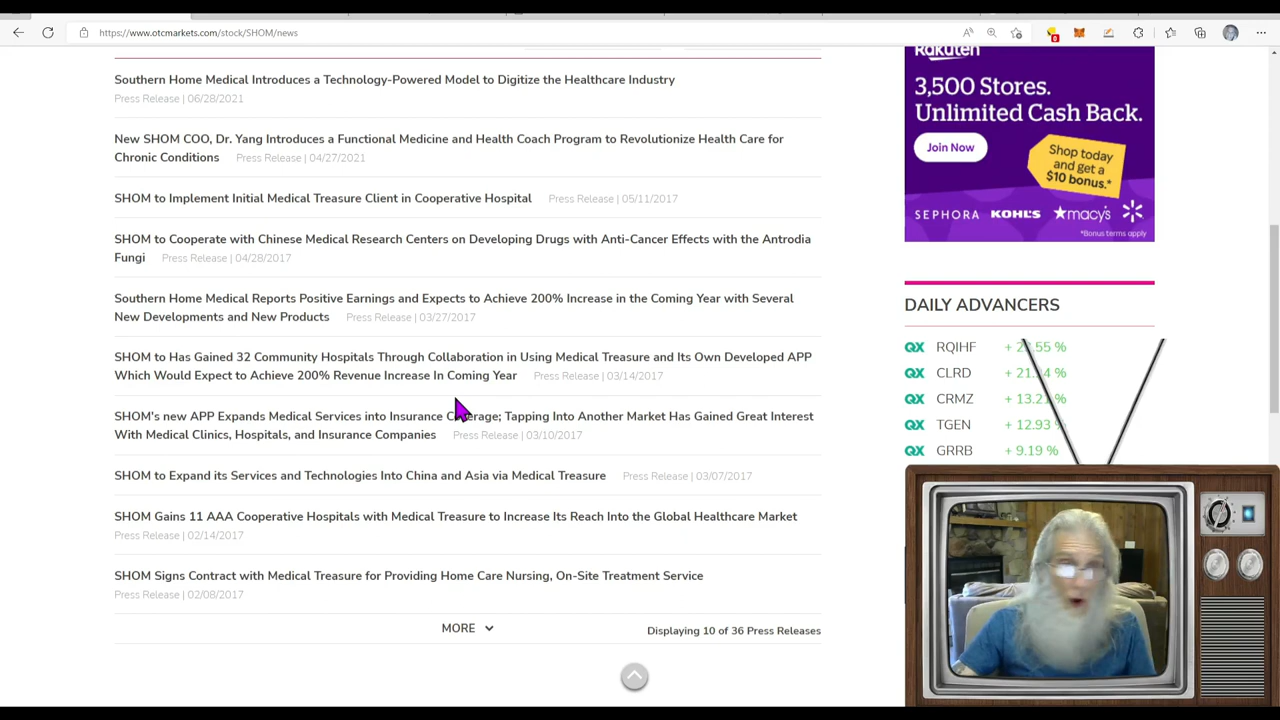 https://www.otcmarkets.com/stock/SHOM/news
Southern Home Medical Introduces a Technology-Powered Model to Digitize the Healthcare Industry
Press Release | 06/28/2021
New SHOM COO, Dr. Yang Introduces a Functional Medicine and Health Coach Program to Revolutionize Health Care for
Chronic Conditions Press Release | 04/27/2021
SHOM to Implement Initial Medical Treasure Client in Cooperative Hospital Press Release | 05/11/2017
SHOM to Cooperate with Chinese Medical Research Centers on Developing Drugs with Anti-Cancer Effects with the Antrodia
Fungi Press Release | 04/28/2017
Southern Home Medical Reports Positive Earnings and Expects to Achieve 200% Increase in the Coming Year with Several
New Developments and New Products Press Release | 03/27/2017
SHOM to Has Gained 32 Community Hospitals Through Collaboration in Using Medical Treasure and Its Own Developed APP
Which Would Expect to Achieve 200% Revenue Increase In Coming Year Press Release | 03/14/2017
SHOM's new APP Expands Medical Services into Insurance Coverage; Tapping Into Another Market Has Gained Great Interest
With Medical Clinics, Hospitals, and Insurance Companies Press Release | 03/10/2017
SHOM to Expand its Services and Technologies Into China and Asia via Medical Treasure Press Release | 03/07/2017
SHOM Gains 11 AAA Cooperative Hospitals with Medical Treasure to Increase Its Reach Into the Global Healthcare Market
Press Release | 02/14/2017
SHOM Signs Contract with Medical Treasure for Providing Home Care Nursing, On-Site Treatment Service
Press Release | 02/08/2017
MORE
Displaying 10 of 36 Press Releases
Rakuten
3,500 Stores.
Unlimited Cash Back.
Join Now
Shop today
and get a
$10 bonus.*
SEPHORA KOHL'S macy's
*Bonus terms apply
DAILY ADVANCERS
QX RQIHF
QX CLRD
QX CRMZ
QX TGEN + 12.93 %
QX GRRB + 9.19 %